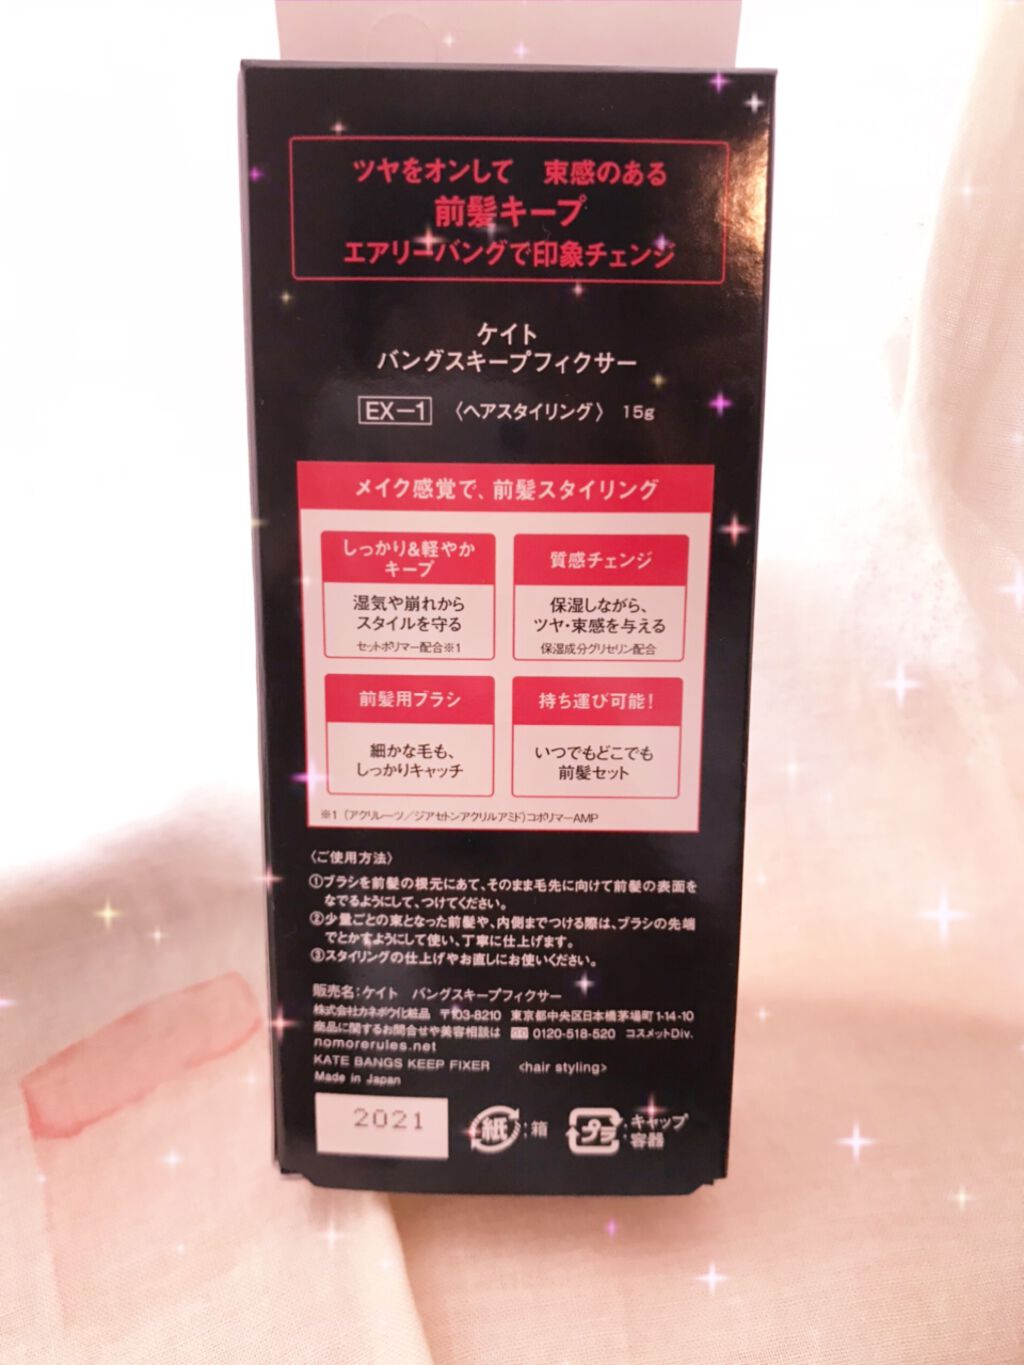 ツヤをオンして 束感のある
前髪キープ
エアリーバングで印象チェンジ
ケイト
バングスキープフィクサー
EX-1 〈ヘアスタイリング〉 15g
メイク感覚で、前髪スタイリング
しっかり&軽やか
キープ
湿気や崩れから
スタイルを守る
セットポリマー配合※1
質感チェンジ
保湿しながら、
ツヤ・束感を与える
保湿成分グリセリン配合
前髪用ブラシ
細かな毛も、
しっかりキャッチ
持ち運び可能!
いつでもどこでも
前髪セット
※1 (アクリレーツ/ジアセトンアクリルアミド)コポリマーAMP
〈ご使用方法〉
①ブラシを前髪の根元にあて、そのまま毛先に向けて前髪の表面を
なでるようにして、つけてください。
②少量ごとの束となった前髪や、内側までつける際は、ブラシの先端
でとかすようにして使い、丁寧に仕上げます。
③スタイリングの仕上げやお直しにお使いください。
販売名:ケイト バングスキープフィクサー
株式会社カネボウ化粧品 〒103-8210 東京都中央区日本橋茅場町1-14-10
商品に関するお問合せや美容相談は 0120-518-520 コスメットDiv.
nomorerules.net
KATE BANGS KEEP FIXER <hair styling>
Made in Japan
2021
紙:箱
プラ:キャップ
容器